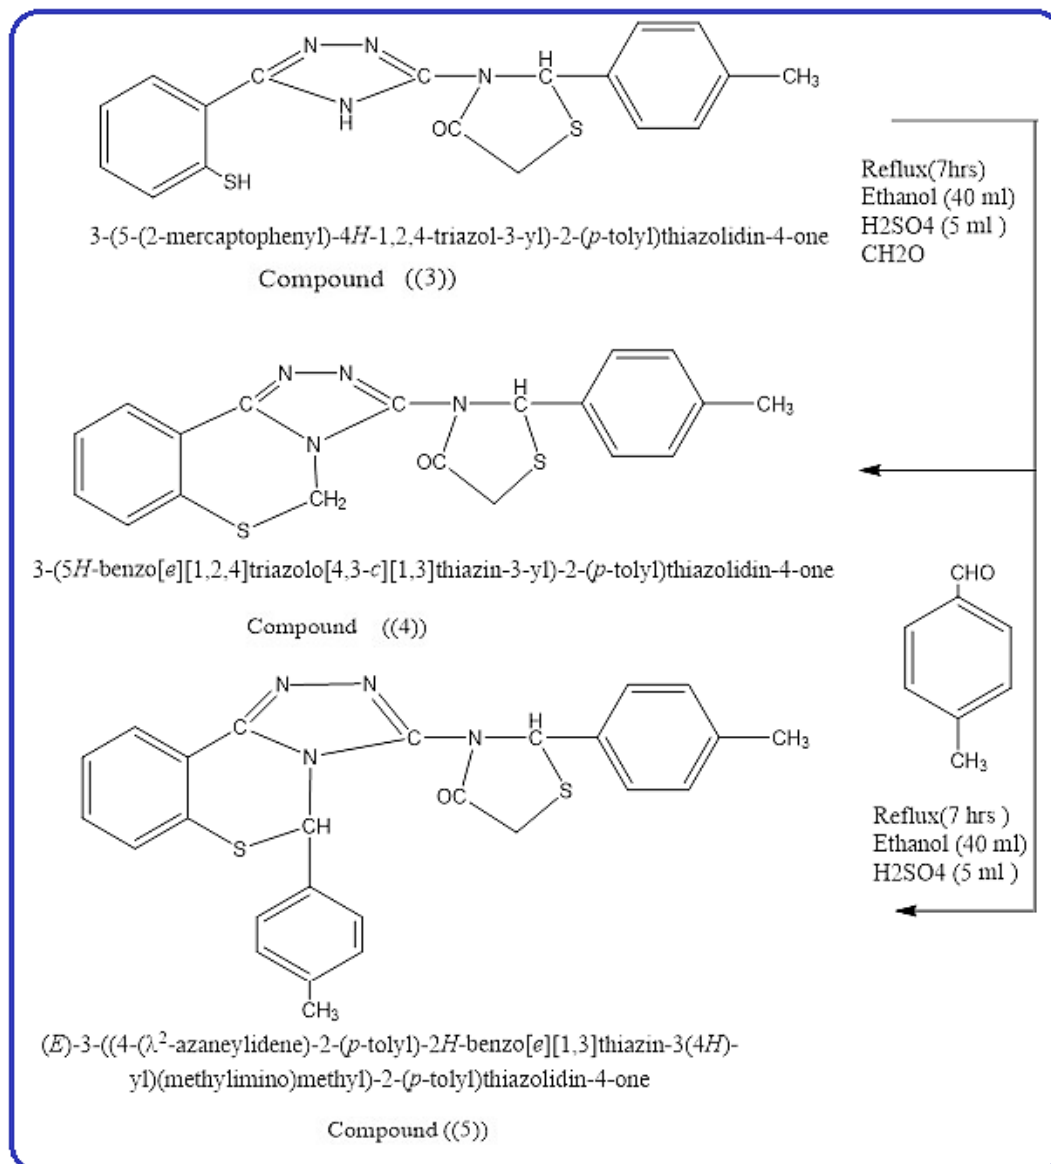 N N
H
C C N C CH3
N
H
OC S
SH
Reflux(7hrs)
Ethanol (40 ml)
H2SO4 (5 ml )
CH2O
3-(5-(2-mercaptophenyl)-4H-1,2,4-triazol-3-yl)-2-(p-tolyl)thiazolidin-4-one
Compound ((3))
N N
H
C C N C CH3
N
OC S
CH2
S
3-(5H-benzo[e][1,2,4]triazolo[4,3-c][1,3]thiazin-3-yl)-2-(p-tolyl)thiazolidin-4-one
CHO
Compound ((4))
CH3
N N
H
C C N C CH3
N
OC S
CH
S
Reflux(7 hrs )
Ethanol (40 ml)
H2SO4 (5 ml )
CH3
(E)-3-((4-(λ²-azaneylidene)-2-(p-tolyl)-2H-benzo[e][1,3]thiazin-3(4H)-
yl)(methylimino)methyl)-2-(p-tolyl)thiazolidin-4-one
Compound ((5))